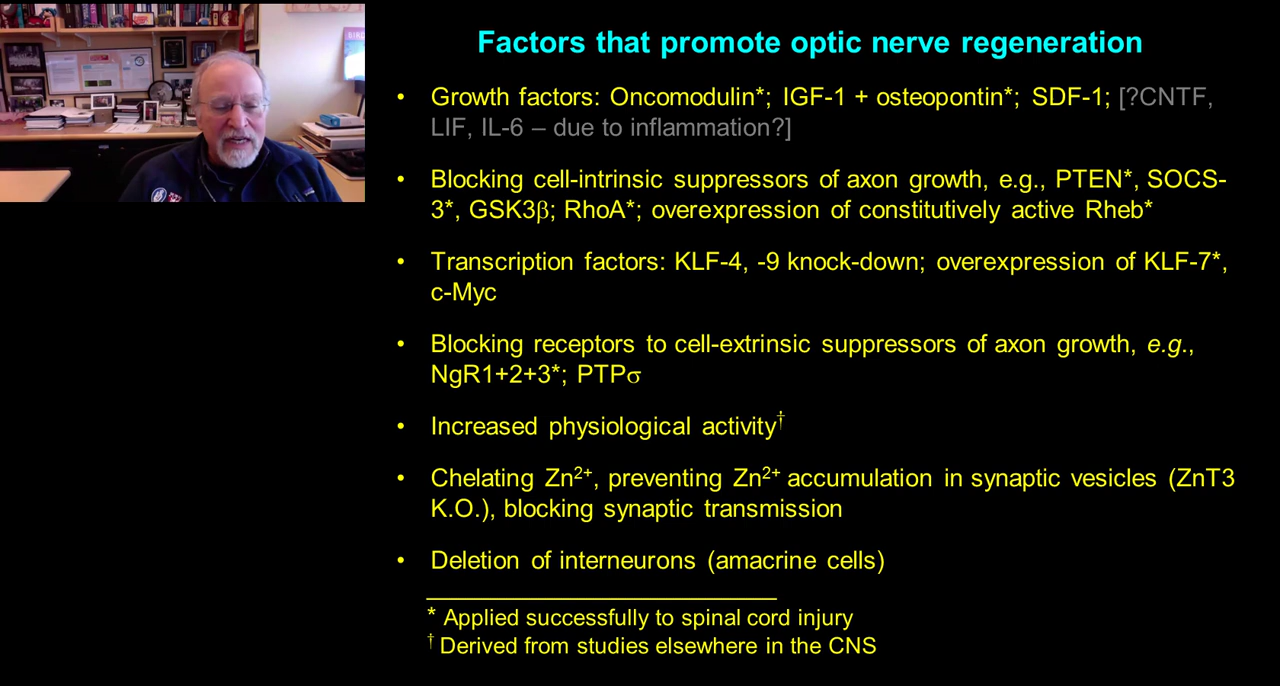 Factors that promote optic nerve regeneration
• Growth factors: Oncomodulin*; IGF-1 + osteopontin*; SDF-1; [?CNTF,
LIF, IL-6 – due to inflammation?]
• Blocking cell-intrinsic suppressors of axon growth, e.g., PTEN*, SOCS-
3*, GSK3β; RhoA*; overexpression of constitutively active Rheb*
• Transcription factors: KLF-4, -9 knock-down; overexpression of KLF-7*,
c-Myc
• Blocking receptors to cell-extrinsic suppressors of axon growth, e.g.,
NgR1+2+3*; PTPσ
• Increased physiological activity†
• Chelating Zn²⁺, preventing Zn²⁺ accumulation in synaptic vesicles (ZnT3
K.O.), blocking synaptic transmission
• Deletion of interneurons (amacrine cells)
* Applied successfully to spinal cord injury
† Derived from studies elsewhere in the CNS